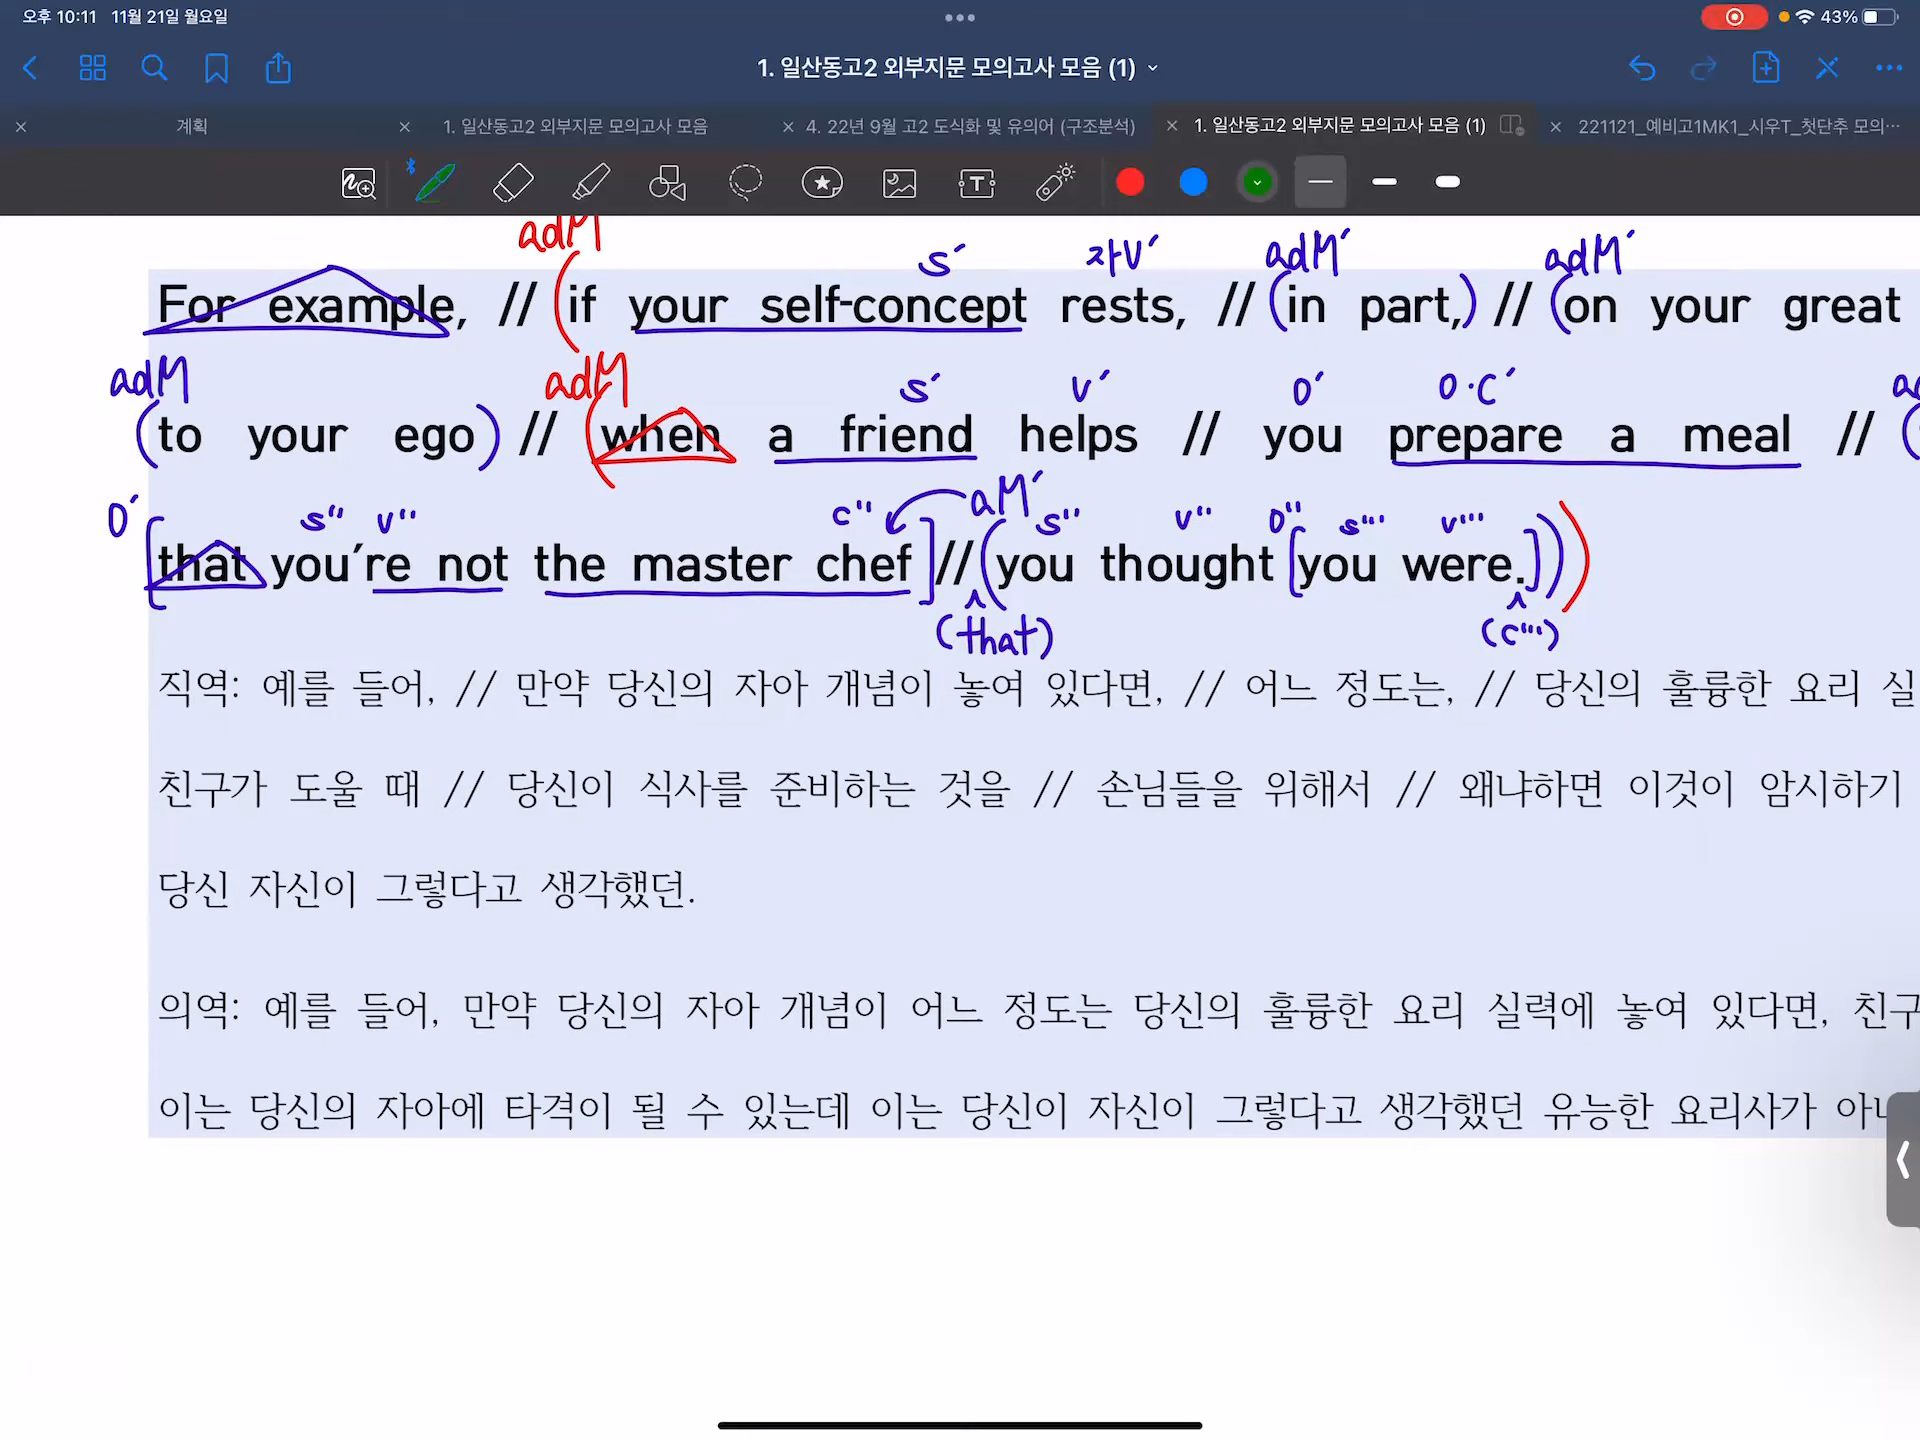 오후 10:11 11월 21일 월요일
43%
1. 일산동고2 외부지문 모의고사 모음 (1)
계획
1. 일산동고2 외부지문 모의고사 모음
4. 22년 9월 고2 도식화 및 유의어 (구조분석)
1. 일산동고2 외부지문 모의고사 모음 (1)
221121_예비고1MK1_시우T_첫단추 모의…
adM s′ 자V′ adM′ adM′
For example, // (if your self-concept rests, // (in part,) // (on your great
adM adM s′ v′ o′ o·c′
(to your ego) // (when a friend helps // you prepare a meal // (
o′ s″ v″ c″ aM′ s″ v″ o″ s‴ v‴
[that you're not the master chef] // (you thought [you were.]))
(that) (c‴)
직역: 예를 들어, // 만약 당신의 자아 개념이 놓여 있다면, // 어느 정도는, // 당신의 훌륭한 요리 실
친구가 도울 때 // 당신이 식사를 준비하는 것을 // 손님들을 위해서 // 왜냐하면 이것이 암시하기
당신 자신이 그렇다고 생각했던.
의역: 예를 들어, 만약 당신의 자아 개념이 어느 정도는 당신의 훌륭한 요리 실력에 놓여 있다면, 친구
이는 당신의 자아에 타격이 될 수 있는데 이는 당신이 자신이 그렇다고 생각했던 유능한 요리사가 아